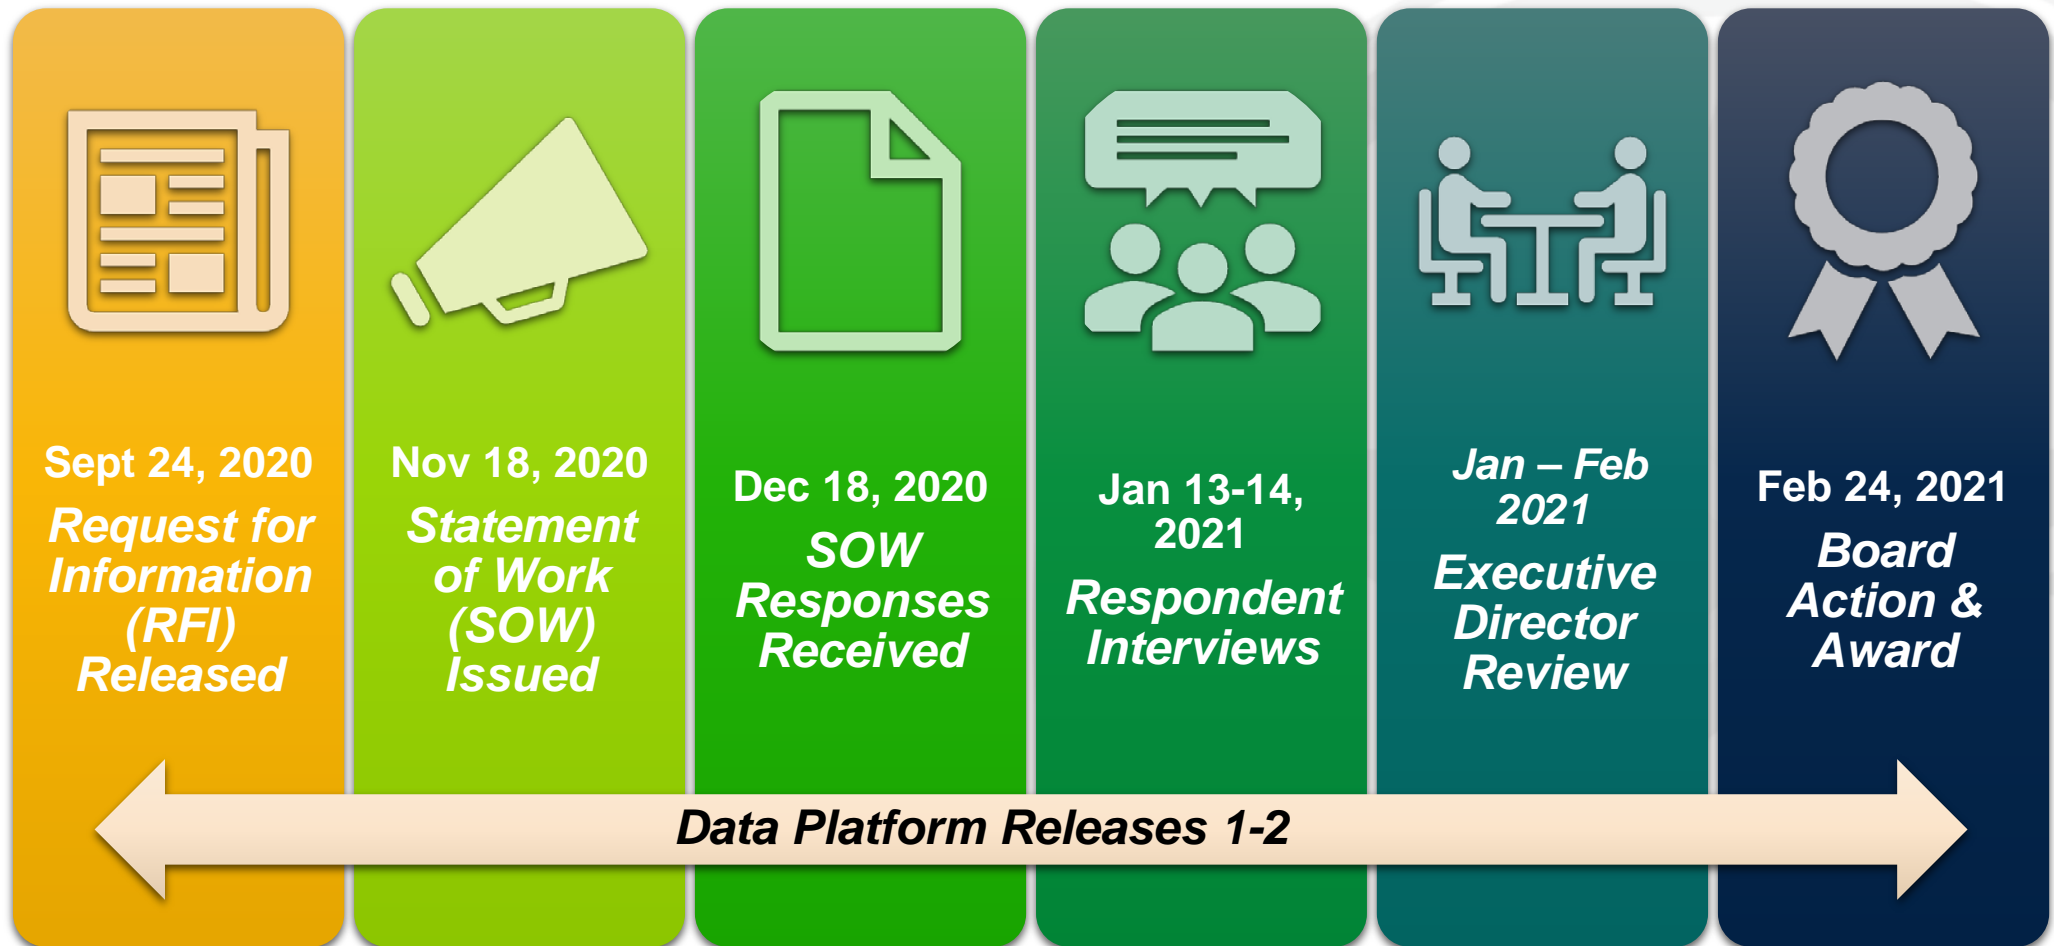 Sept 24, 2020
Request for
Information
(RFI)
Released
Nov 18, 2020
Statement
of Work
(SOW)
Issued
Dec 18, 2020
SOW
Responses
Received
Jan 13-14,
2021
Respondent
Interviews
Jan – Feb
2021
Executive
Director
Review
Feb 24, 2021
Board
Action &
Award
Data Platform Releases 1-2